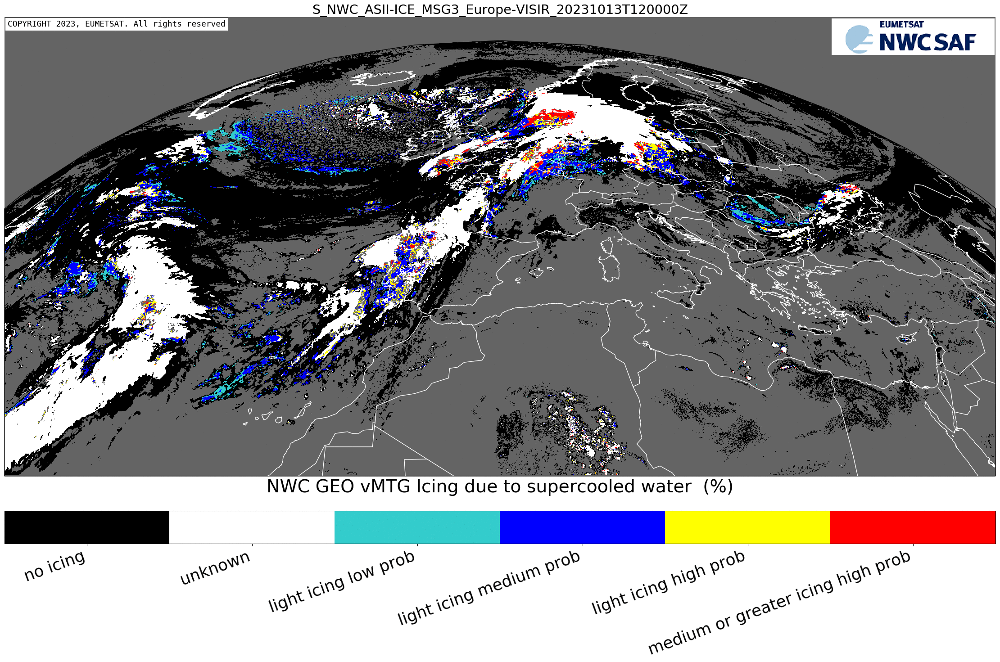 S_NWC_ASII-ICE_MSG3_Europe-VISIR_20231013T120000Z
COPYRIGHT 2023, EUMETSAT. All rights reserved
EUMETSAT
NWC SAF
NWC GEO vMTG Icing due to supercooled water (%)
no icing
unknown
light icing low prob
light icing medium prob
light icing high prob
medium or greater icing high prob